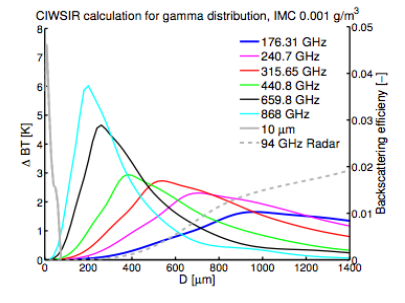 CIWSIR calculation for gamma distribution, IMC 0.001 g/m³
8
7
6
5
4
3
2
1
0
Δ BT [K]
0.05
0.04
0.03
0.02
0.01
0
Backscattering efficieny [–]
176.31 GHz
240.7 GHz
315.65 GHz
440.8 GHz
659.8 GHz
868 GHz
10 μm
94 GHz Radar
0 200 400 600 800 1000 1200 1400
D [μm]